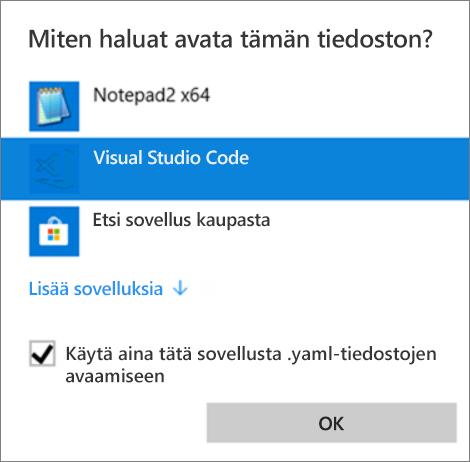 Miten haluat avata tämän tiedoston?
Notepad2 x64
Visual Studio Code
Etsi sovellus kaupasta
Lisää sovelluksia
Käytä aina tätä sovellusta .yaml-tiedostojen
avaamiseen
OK